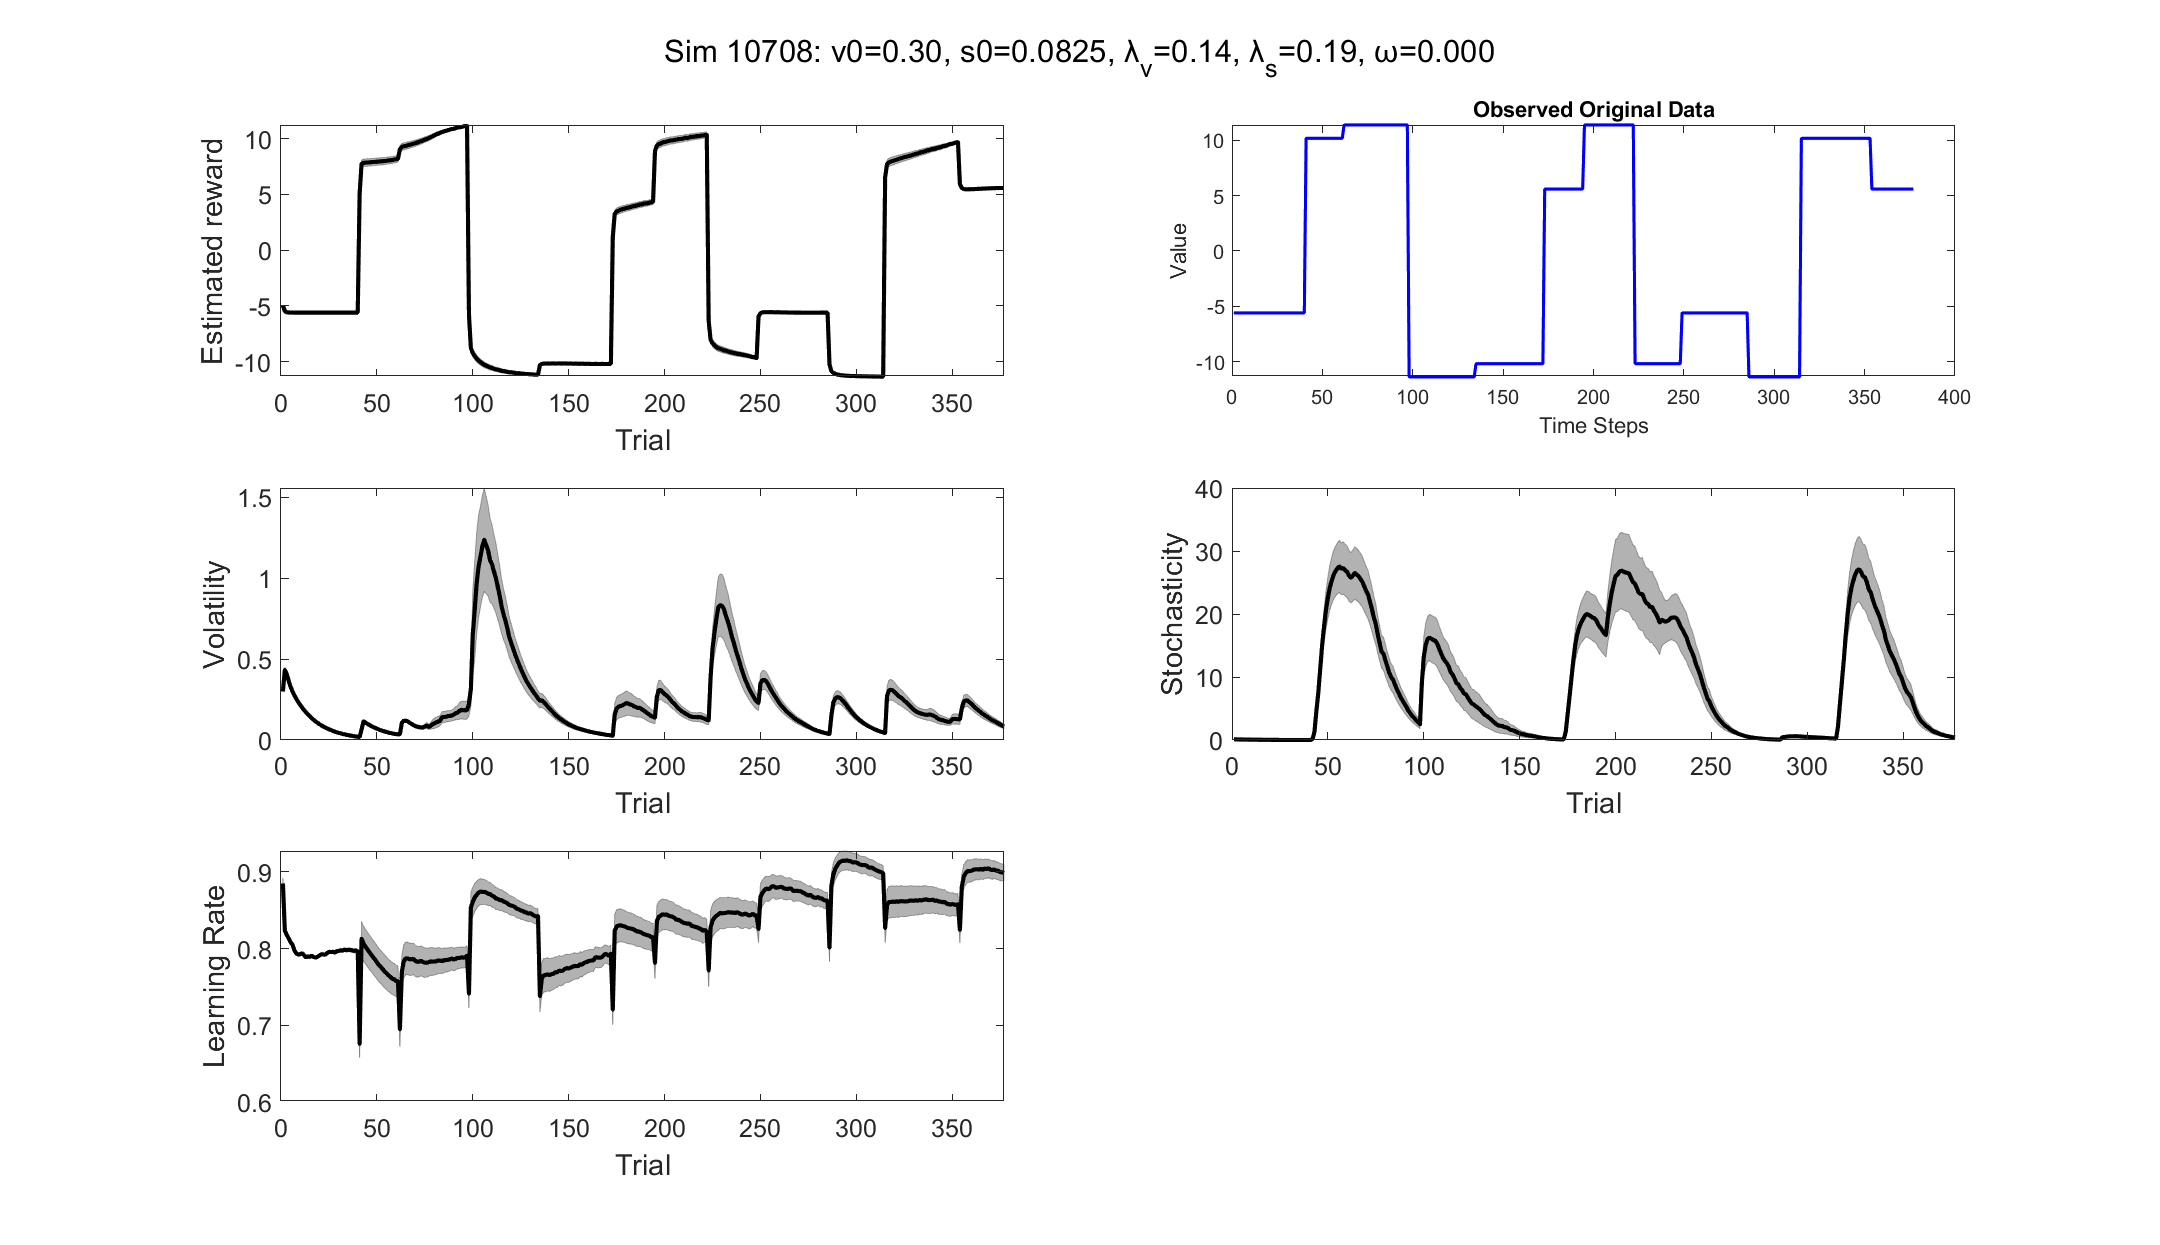 Sim 10708: v0=0.30, s0=0.0825, λv=0.14, λs=0.19, ω=0.000
Estimated reward
10
5
0
-5
-10
0 50 100 150 200 250 300 350
Trial
Observed Original Data
Value
10
5
0
-5
-10
0 50 100 150 200 250 300 350 400
Time Steps
Volatility
1.5
1
0.5
0
0 50 100 150 200 250 300 350
Trial
Stochasticity
40
30
20
10
0
0 50 100 150 200 250 300 350
Trial
Learning Rate
0.9
0.8
0.7
0.6
0 50 100 150 200 250 300 350
Trial